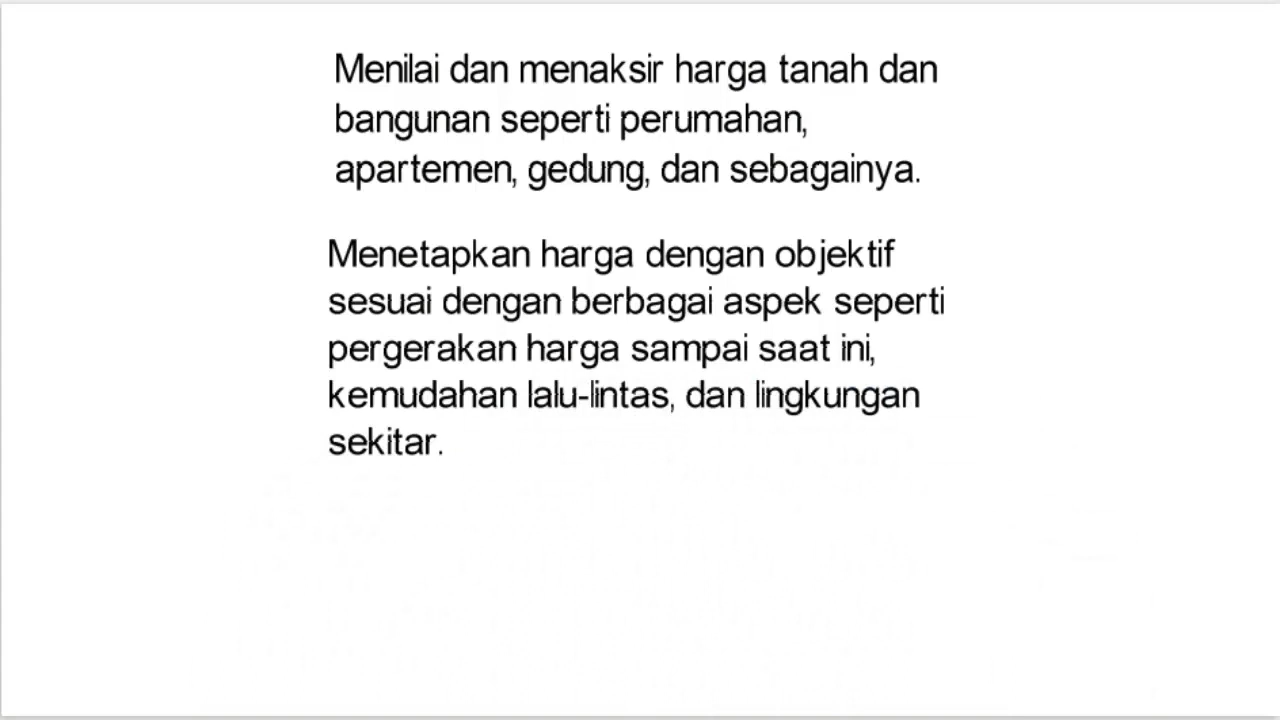 Menilai dan menaksir harga tanah dan
bangunan seperti perumahan,
apartemen, gedung, dan sebagainya.
Menetapkan harga dengan objektif
sesuai dengan berbagai aspek seperti
pergerakan harga sampai saat ini,
kemudahan lalu-lintas, dan lingkungan
sekitar.